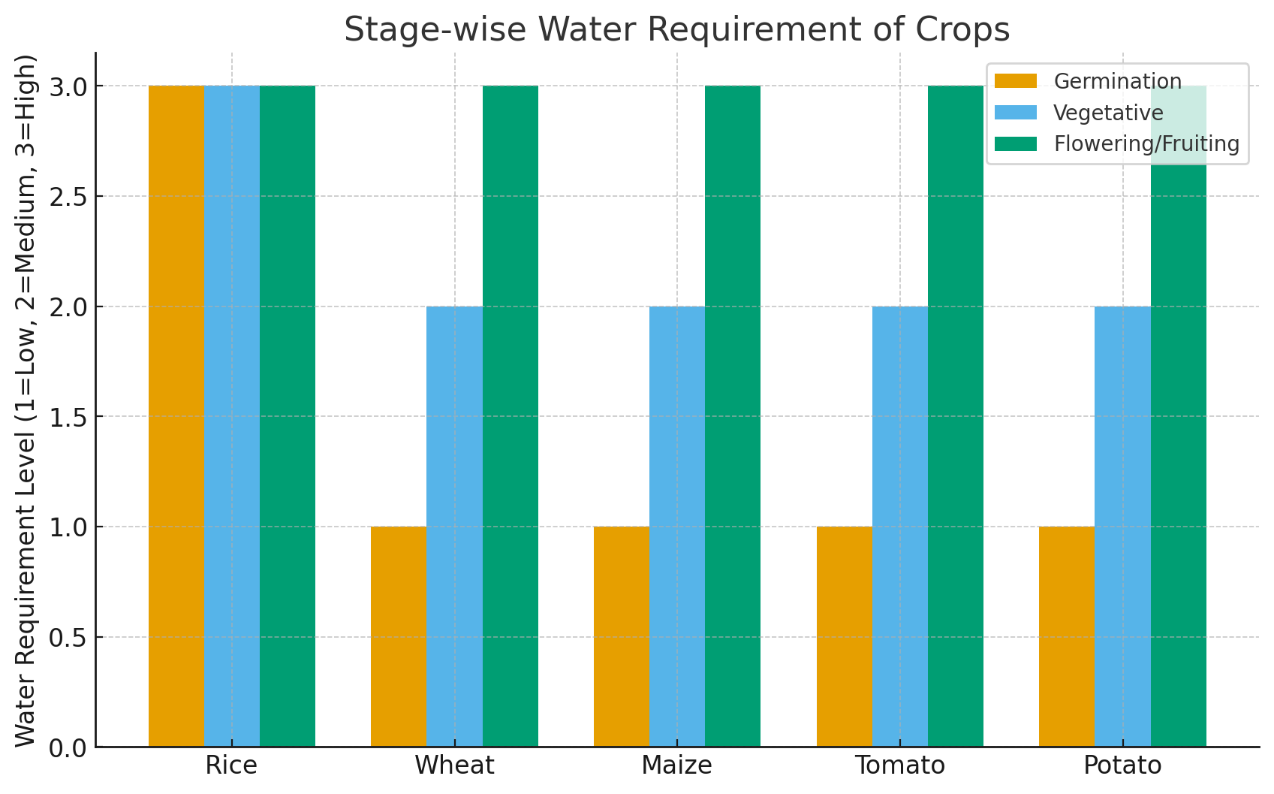 Stage-wise Water Requirement of Crops
Water Requirement Level (1=Low, 2=Medium, 3=High)
3.0
2.5
2.0
1.5
1.0
0.5
0.0
Germination
Vegetative
Flowering/Fruiting
Rice
Wheat
Maize
Tomato
Potato